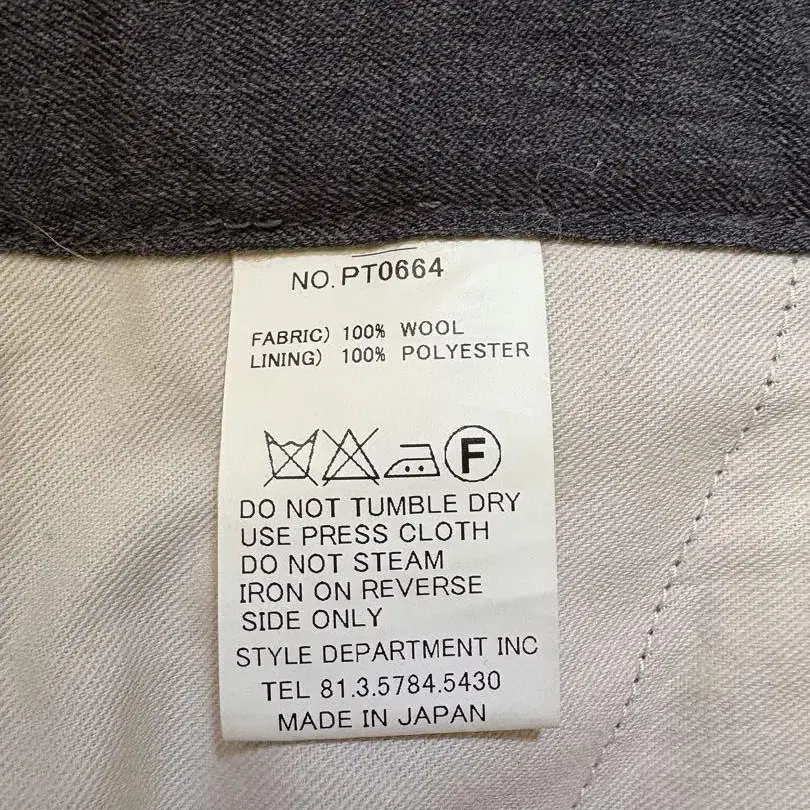 NO. PT0664
FABRIC) 100% WOOL
LINING) 100% POLYESTER
F
DO NOT TUMBLE DRY
USE PRESS CLOTH
DO NOT STEAM
IRON ON REVERSE
SIDE ONLY
STYLE DEPARTMENT INC
TEL 81.3.5784.5430
MADE IN JAPAN